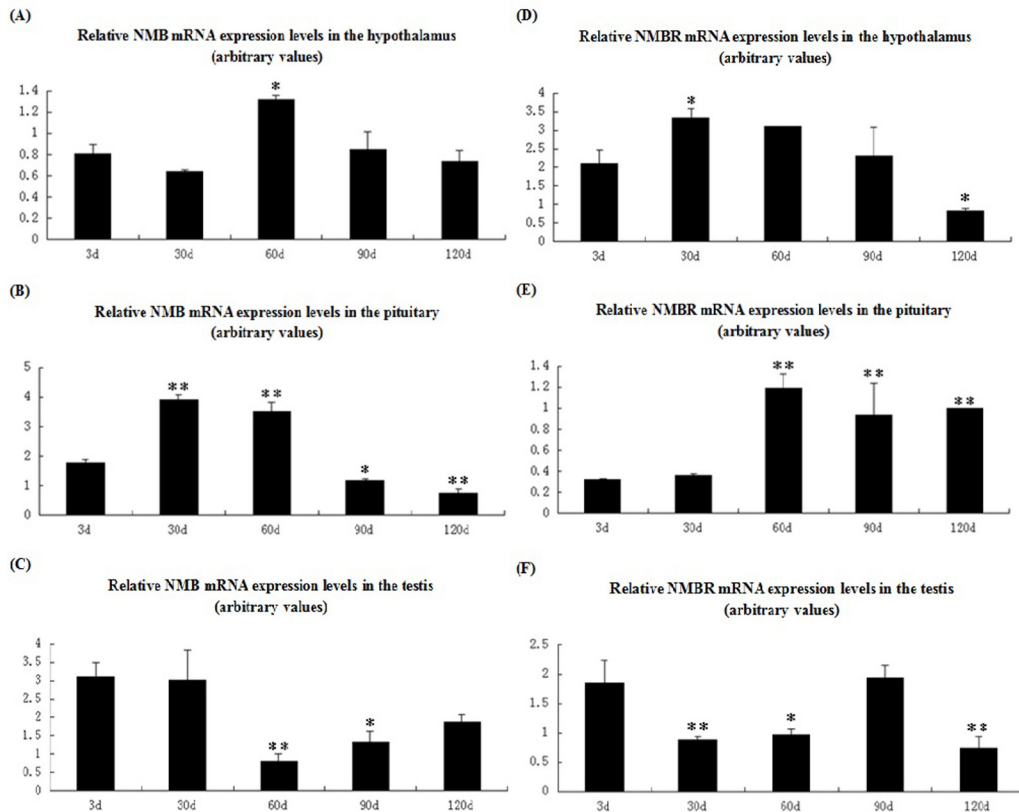 (A)
Relative NMB mRNA expression levels in the hypothalamus
(arbitrary values)
1.4
1.2
1
0.8
0.6
0.4
0.2
0
*
3d 30d 60d 90d 120d
(B)
Relative NMB mRNA expression levels in the pituitary
(arbitrary values)
5
4
3
2
1
0
** ** * **
3d 30d 60d 90d 120d
(C)
Relative NMB mRNA expression levels in the testis
(arbitrary values)
4
3.5
3
2.5
2
1.5
1
0.5
0
** *
3d 30d 60d 90d 120d
(D)
Relative NMBR mRNA expression levels in the hypothalamus
(arbitrary values)
4
3.5
3
2.5
2
1.5
1
0.5
0
* *
3d 30d 60d 90d 120d
(E)
Relative NMBR mRNA expression levels in the pituitary
(arbitrary values)
1.4
1.2
1
0.8
0.6
0.4
0.2
0
** ** **
3d 30d 60d 90d 120d
(F)
Relative NMBR mRNA expression levels in the testis
(arbitrary values)
2.5
2
1.5
1
0.5
0
** * **
3d 30d 60d 90d 120d